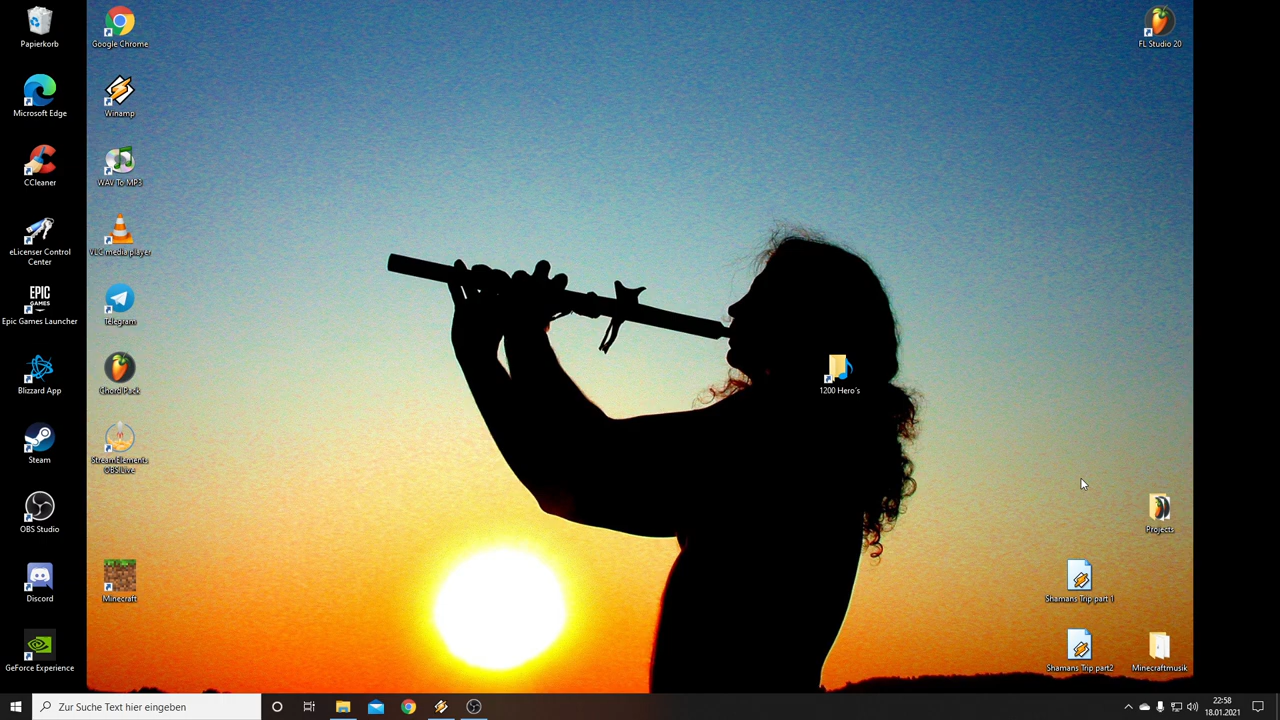 Papierkorb
Microsoft Edge
CCleaner
eLicenser Control
Center
EPIC
GAMES
Epic Games Launcher
Blizzard App
Steam
OBS Studio
Discord
GeForce Experience
Google Chrome
Winamp
WAV To MP3
VLC media player
Telegram
Chord Pack
StreamElements
OBS.Live
Minecraft
1200 Hero's
FL Studio 20
Projects
Shamans Trip part 1
Shamans Trip part2
Minecraftmusik
Zur Suche Text hier eingeben
22:58
18.01.2021